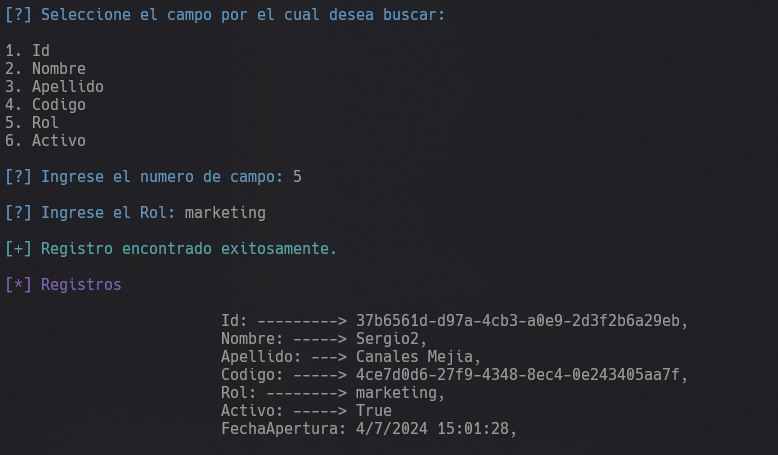 [?] Seleccione el campo por el cual desea buscar:
1. Id
2. Nombre
3. Apellido
4. Codigo
5. Rol
6. Activo
[?] Ingrese el numero de campo: 5
[?] Ingrese el Rol: marketing
[+] Registro encontrado exitosamente.
[*] Registros
Id: ---------> 37b6561d-d97a-4cb3-a0e9-2d3f2b6a29eb,
Nombre: -----> Sergio2,
Apellido: ---> Canales Mejia,
Codigo: -----> 4ce7d0d6-27f9-4348-8ec4-0e243405aa7f,
Rol: --------> marketing,
Activo: -----> True
FechaApertura: 4/7/2024 15:01:28,